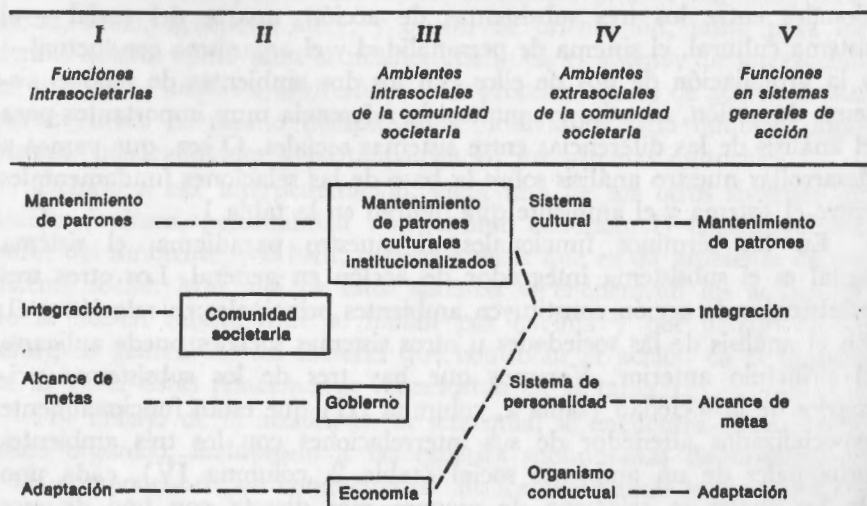 I II III IV V
Funciones intrasocietarias
Ambientes intrasociales de la comunidad societaria
Ambientes extrasociales de la comunidad societaria
Funciones en sistemas generales de acción
Mantenimiento de patrones
Mantenimiento de patrones culturales institucionalizados
Sistema cultural
Mantenimiento de patrones
Integración
Comunidad societaria
Integración
Alcance de metas
Gobierno
Sistema de personalidad
Alcance de metas
Adaptación
Economía
Organismo conductual
Adaptación